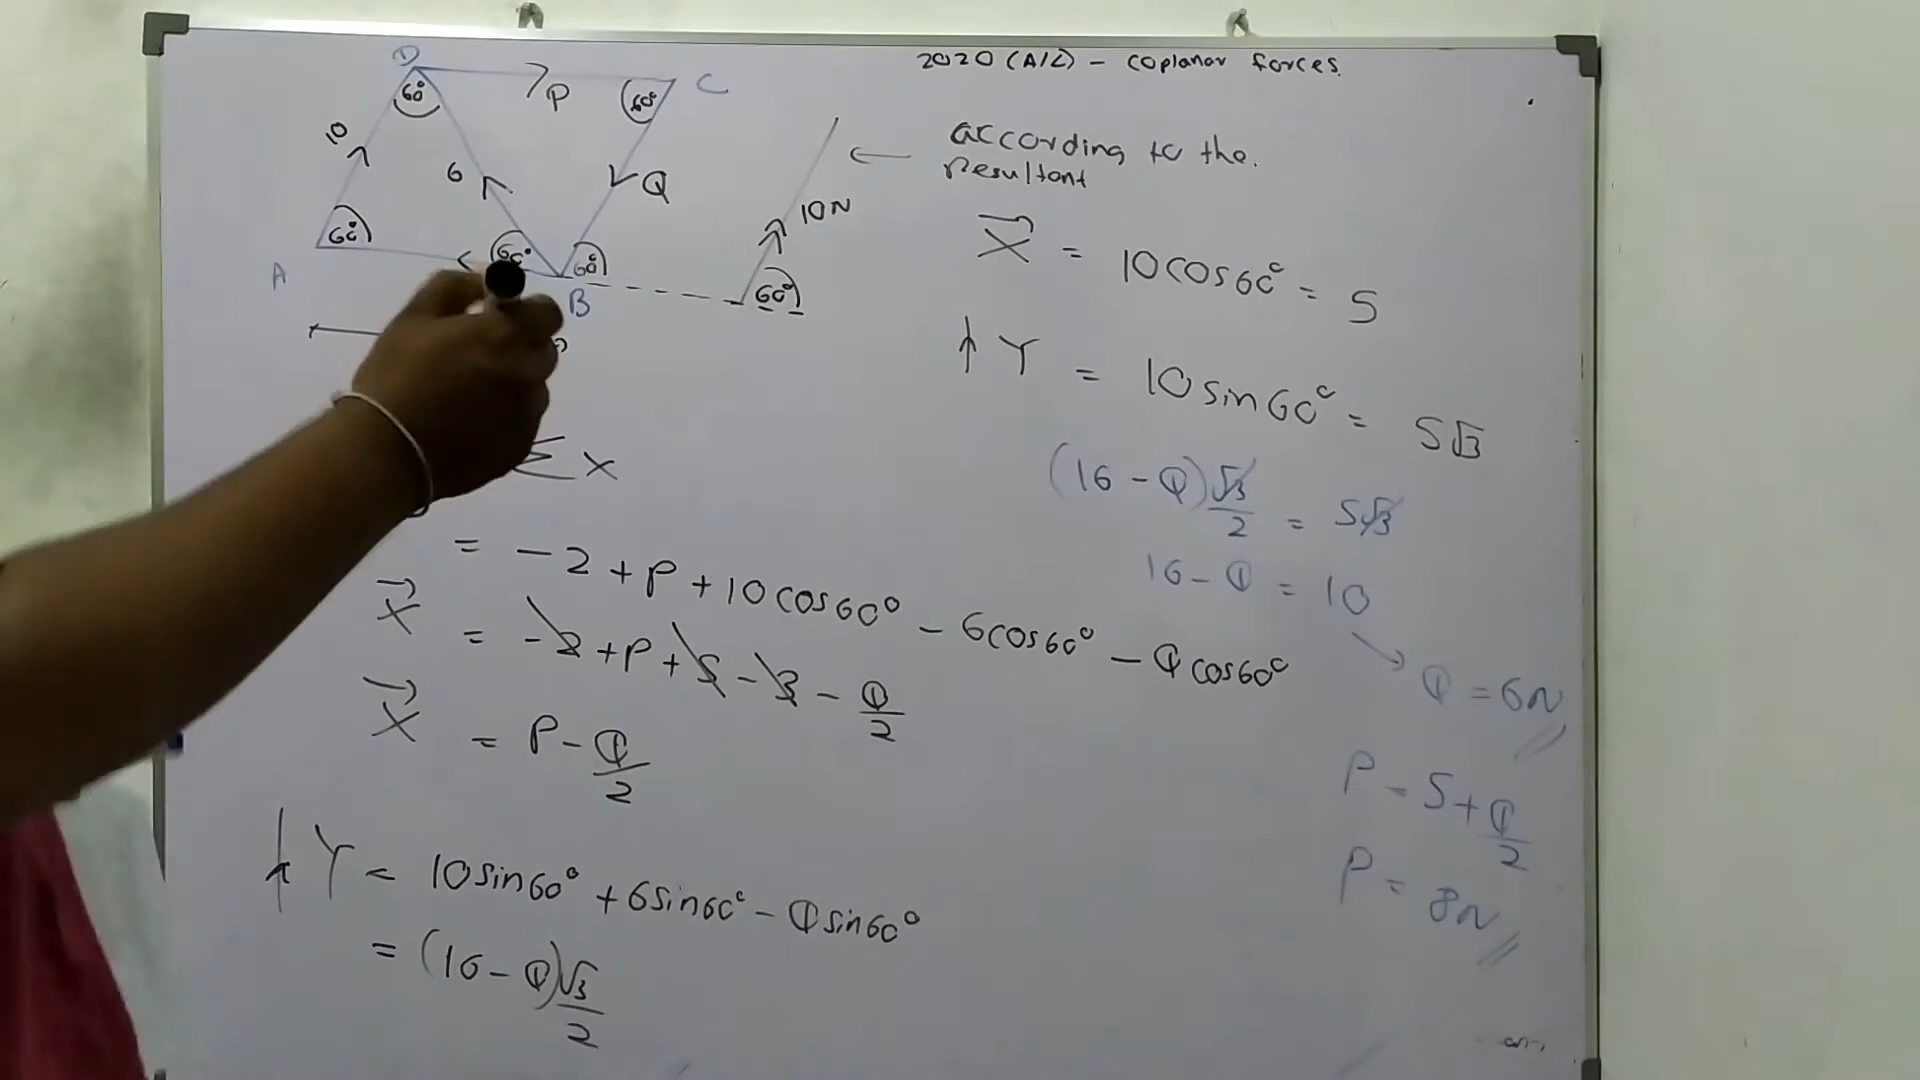 2020 (A/L) - coplanar forces.
D
60°
P
60°
C
10
6
Q
60°
60°
60°
A
B
60°
10N
according to the.
resultant
X = 10cos60° = 5
Y = 10sin60° = 5√3
(16 - Q)√3/2 = 5√3
16 - Q = 10
Q = 6N
P = 5 + Q/2
P = 8N
Σx
= -2 + P + 10cos60° - 6cos60° - Qcos60°
X = -2 + P + 5 - 3 - Q/2
X = P - Q/2
Y = 10sin60° + 6sin60° - Qsin60°
= (16 - Q)√3/2